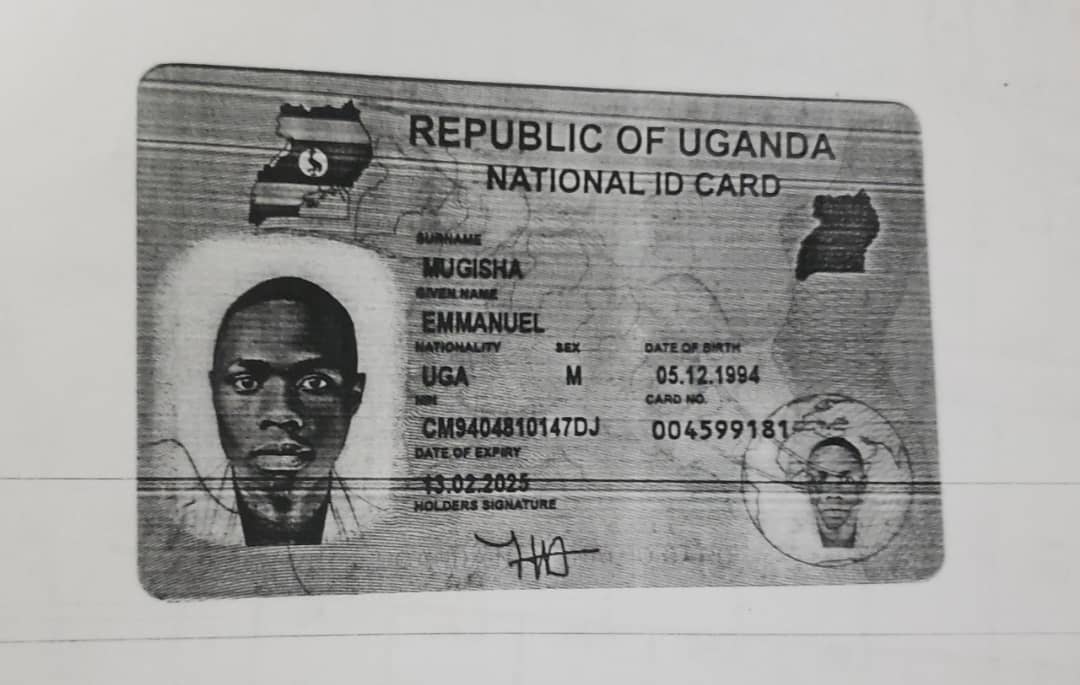 REPUBLIC OF UGANDA
NATIONAL ID CARD
SURNAME
MUGISHA
GIVEN NAME
EMMANUEL
NATIONALITY SEX DATE OF BIRTH
UGA M 05.12.1994
NIN CARD NO.
CM9404810147DJ 004599181
DATE OF EXPIRY
13.02.2025
HOLDERS SIGNATURE